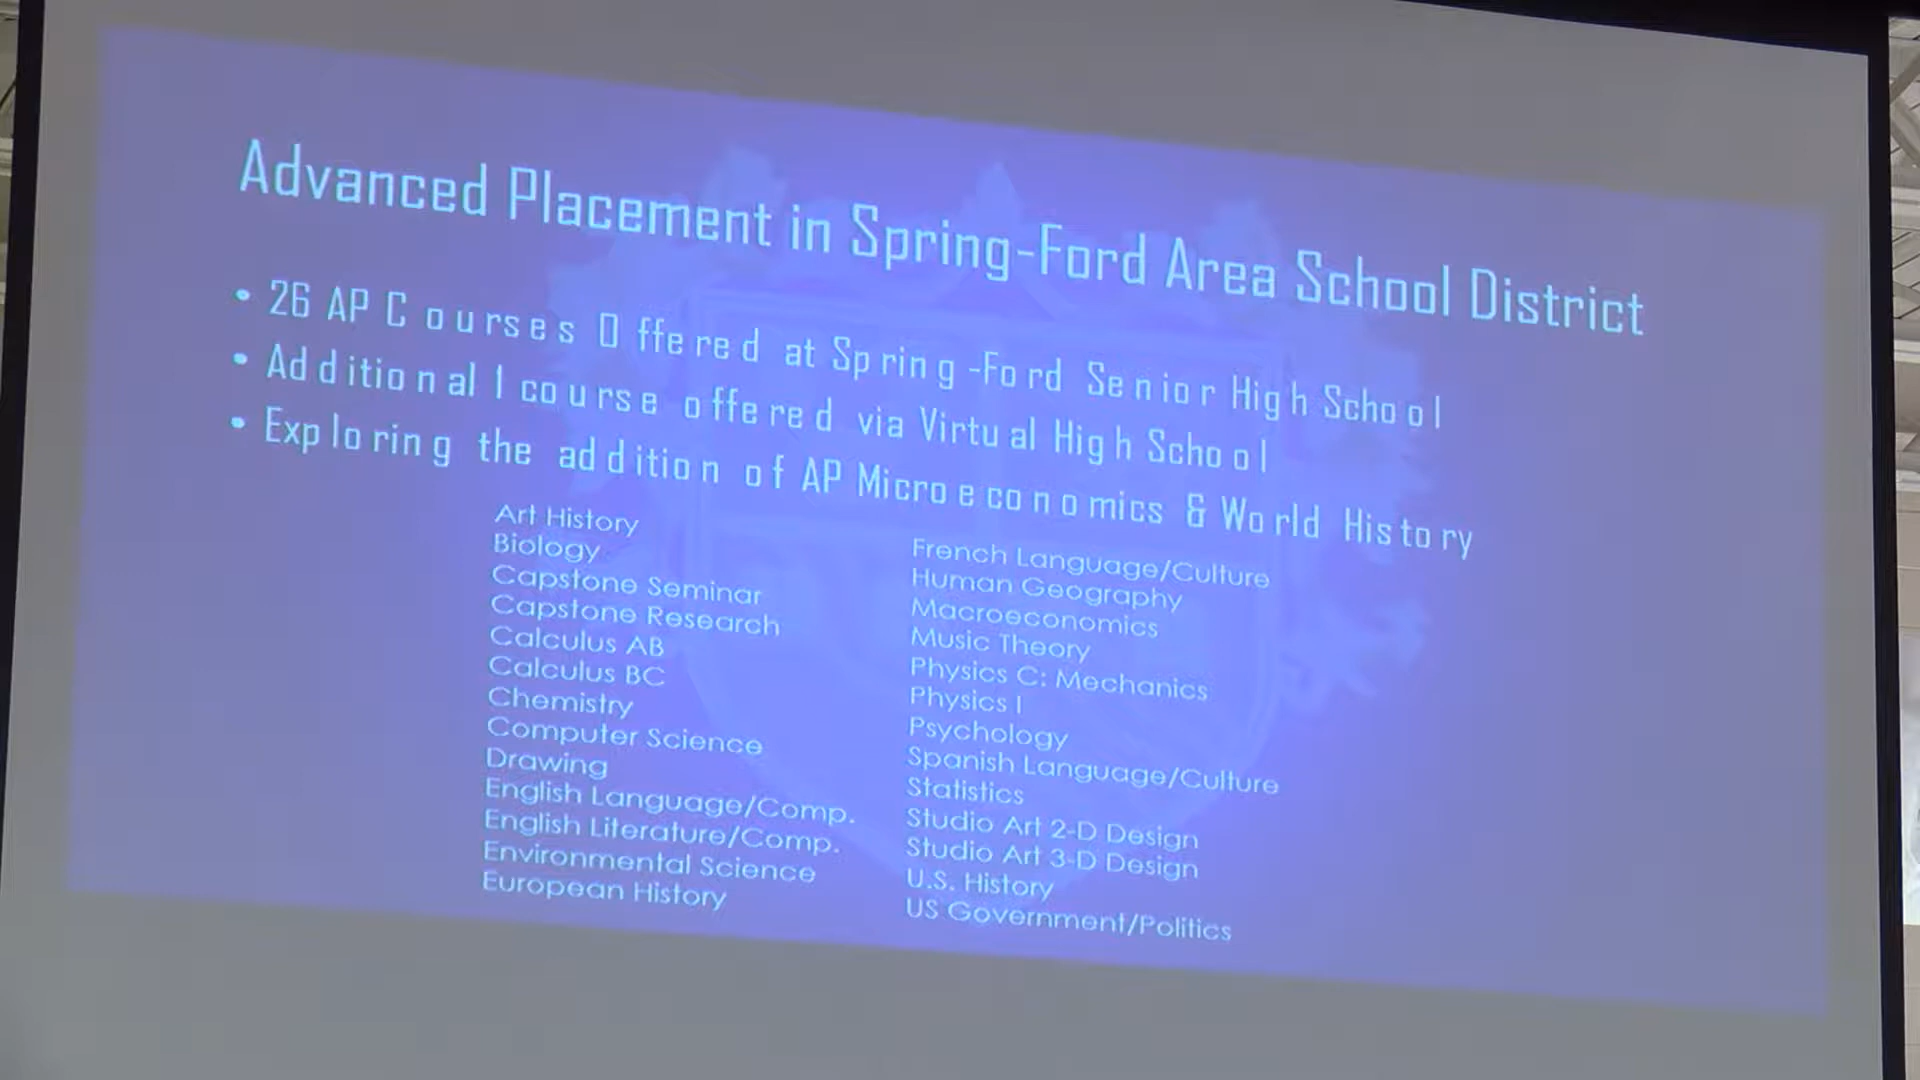 Advanced Placement in Spring-Ford Area School District
• 26 AP Courses Offered at Spring-Ford Senior High School
• Additional 1 course offered via Virtual High School
• Exploring the addition of AP Microeconomics & World History
Art History
Biology
Capstone Seminar
Capstone Research
Calculus AB
Calculus BC
Chemistry
Computer Science
Drawing
English Language/Comp.
English Literature/Comp.
Environmental Science
European History
French Language/Culture
Human Geography
Macroeconomics
Music Theory
Physics C: Mechanics
Physics I
Psychology
Spanish Language/Culture
Statistics
Studio Art 2-D Design
Studio Art 3-D Design
U.S. History
US Government/Politics